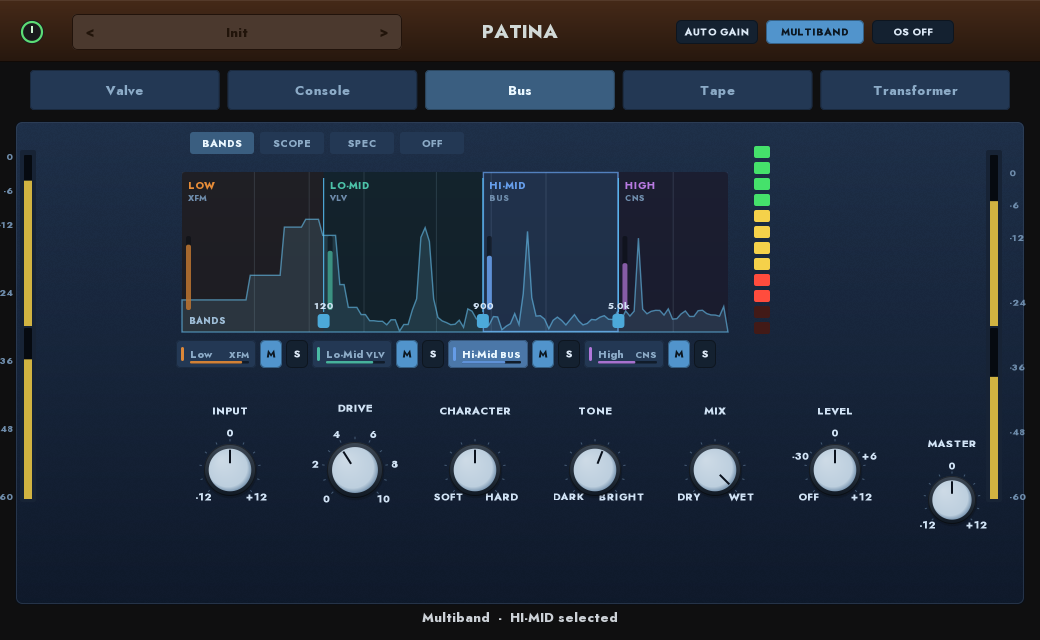 < Init >
PATINA
AUTO GAIN MULTIBAND OS OFF
Valve Console Bus Tape Transformer
BANDS SCOPE SPEC OFF
0 -6 -12 -24 -36 -48 -60
LOW LO-MID HI-MID HIGH
XFM VLV BUS CNS
120 900 5.0k
BANDS
Low XFM M S Lo-Mid VLV M S Hi-Mid BUS M S High CNS M S
0 -6 -12 -24 -36 -48 -60
INPUT DRIVE CHARACTER TONE MIX LEVEL
0 4 6 0
2 8 -30 +6
-12 +12 0 10 SOFT HARD DARK BRIGHT DRY WET OFF +12
MASTER
0
-12 +12
Multiband - HI-MID selected